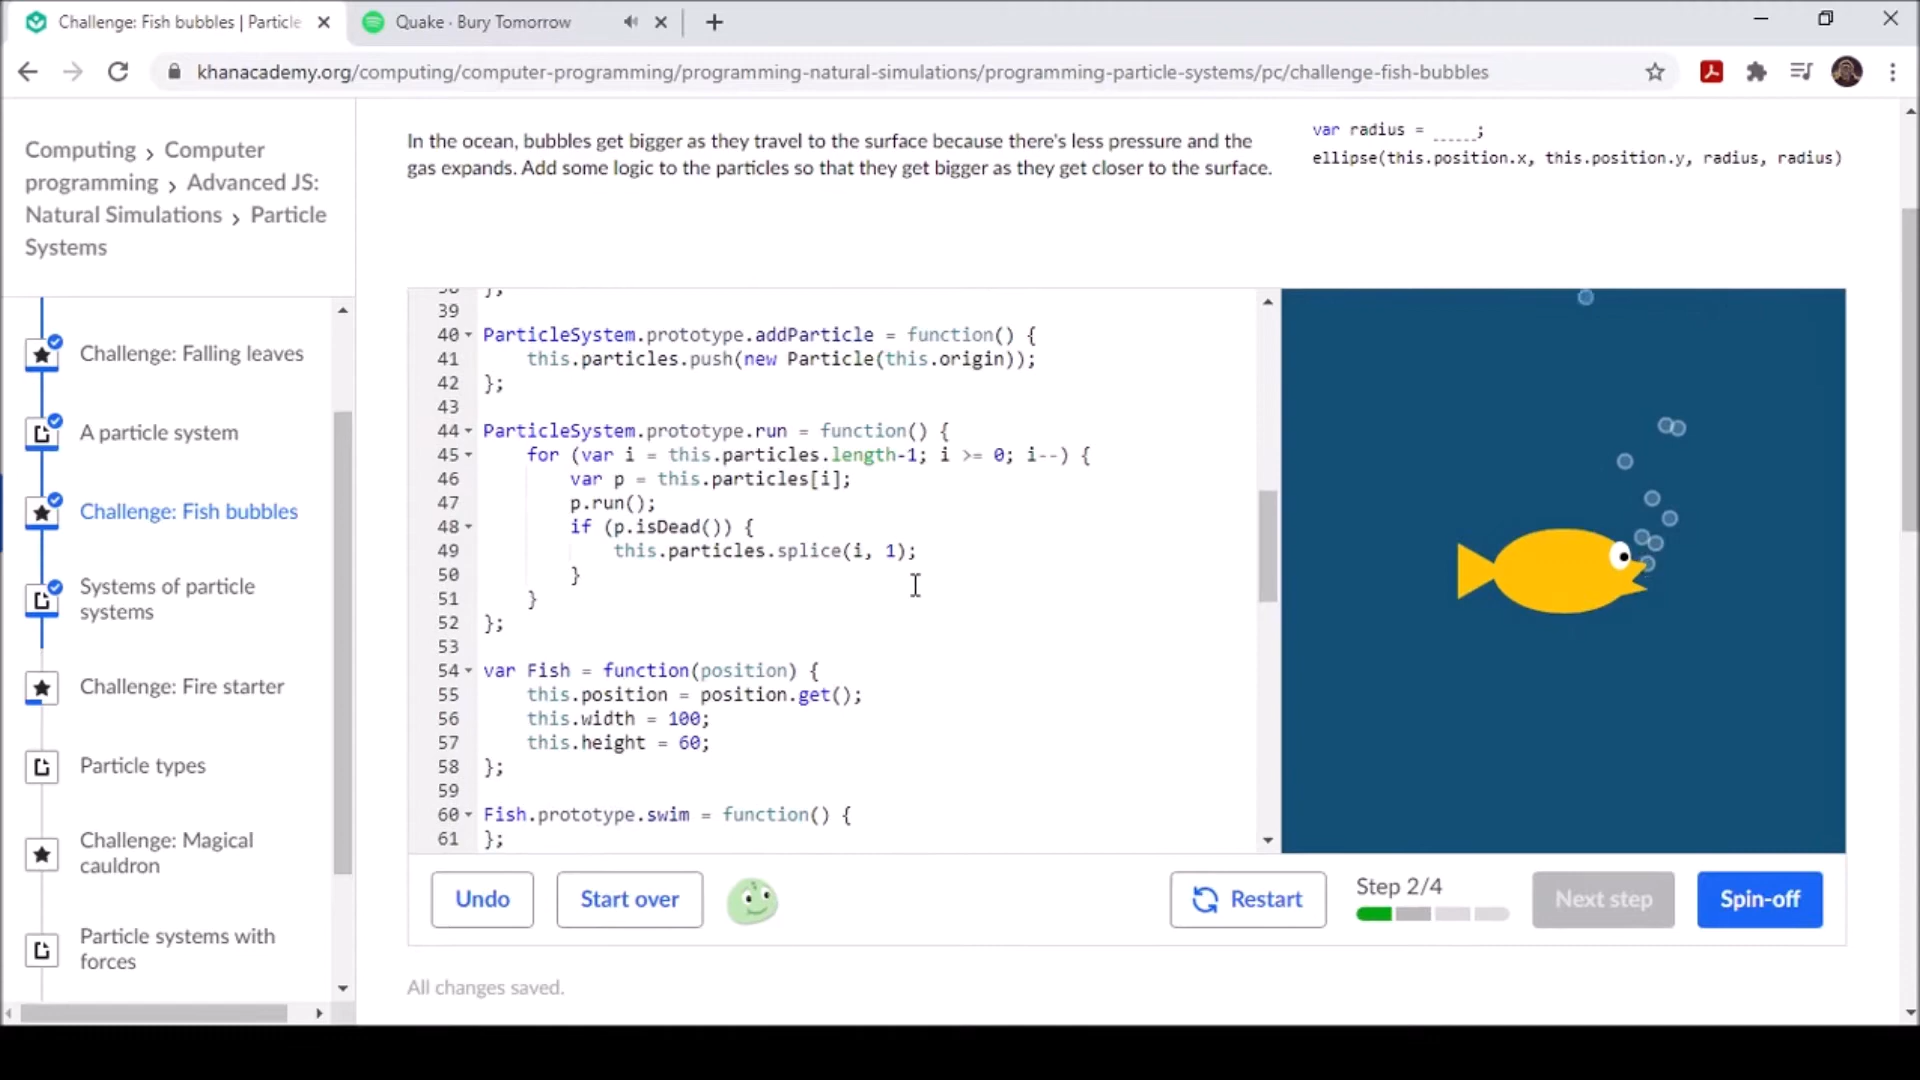 Challenge: Fish bubbles | Particle
Quake · Bury Tomorrow
khanacademy.org/computing/computer-programming/programming-natural-simulations/programming-particle-systems/pc/challenge-fish-bubbles
Computing > Computer
programming > Advanced JS:
Natural Simulations > Particle
Systems
Challenge: Falling leaves
A particle system
Challenge: Fish bubbles
Systems of particle
systems
Challenge: Fire starter
Particle types
Challenge: Magical
cauldron
Particle systems with
forces
In the ocean, bubbles get bigger as they travel to the surface because there's less pressure and the
gas expands. Add some logic to the particles so that they get bigger as they get closer to the surface.
var radius = _____;
ellipse(this.position.x, this.position.y, radius, radius)
38 };
39
40 ParticleSystem.prototype.addParticle = function() {
41 this.particles.push(new Particle(this.origin));
42 };
43
44 ParticleSystem.prototype.run = function() {
45 for (var i = this.particles.length-1; i >= 0; i--) {
46 var p = this.particles[i];
47 p.run();
48 if (p.isDead()) {
49 this.particles.splice(i, 1);
50 }
51 }
52 };
53
54 var Fish = function(position) {
55 this.position = position.get();
56 this.width = 100;
57 this.height = 60;
58 };
59
60 Fish.prototype.swim = function() {
61 };
Undo
Start over
Restart
Step 2/4
Next step
Spin-off
All changes saved.